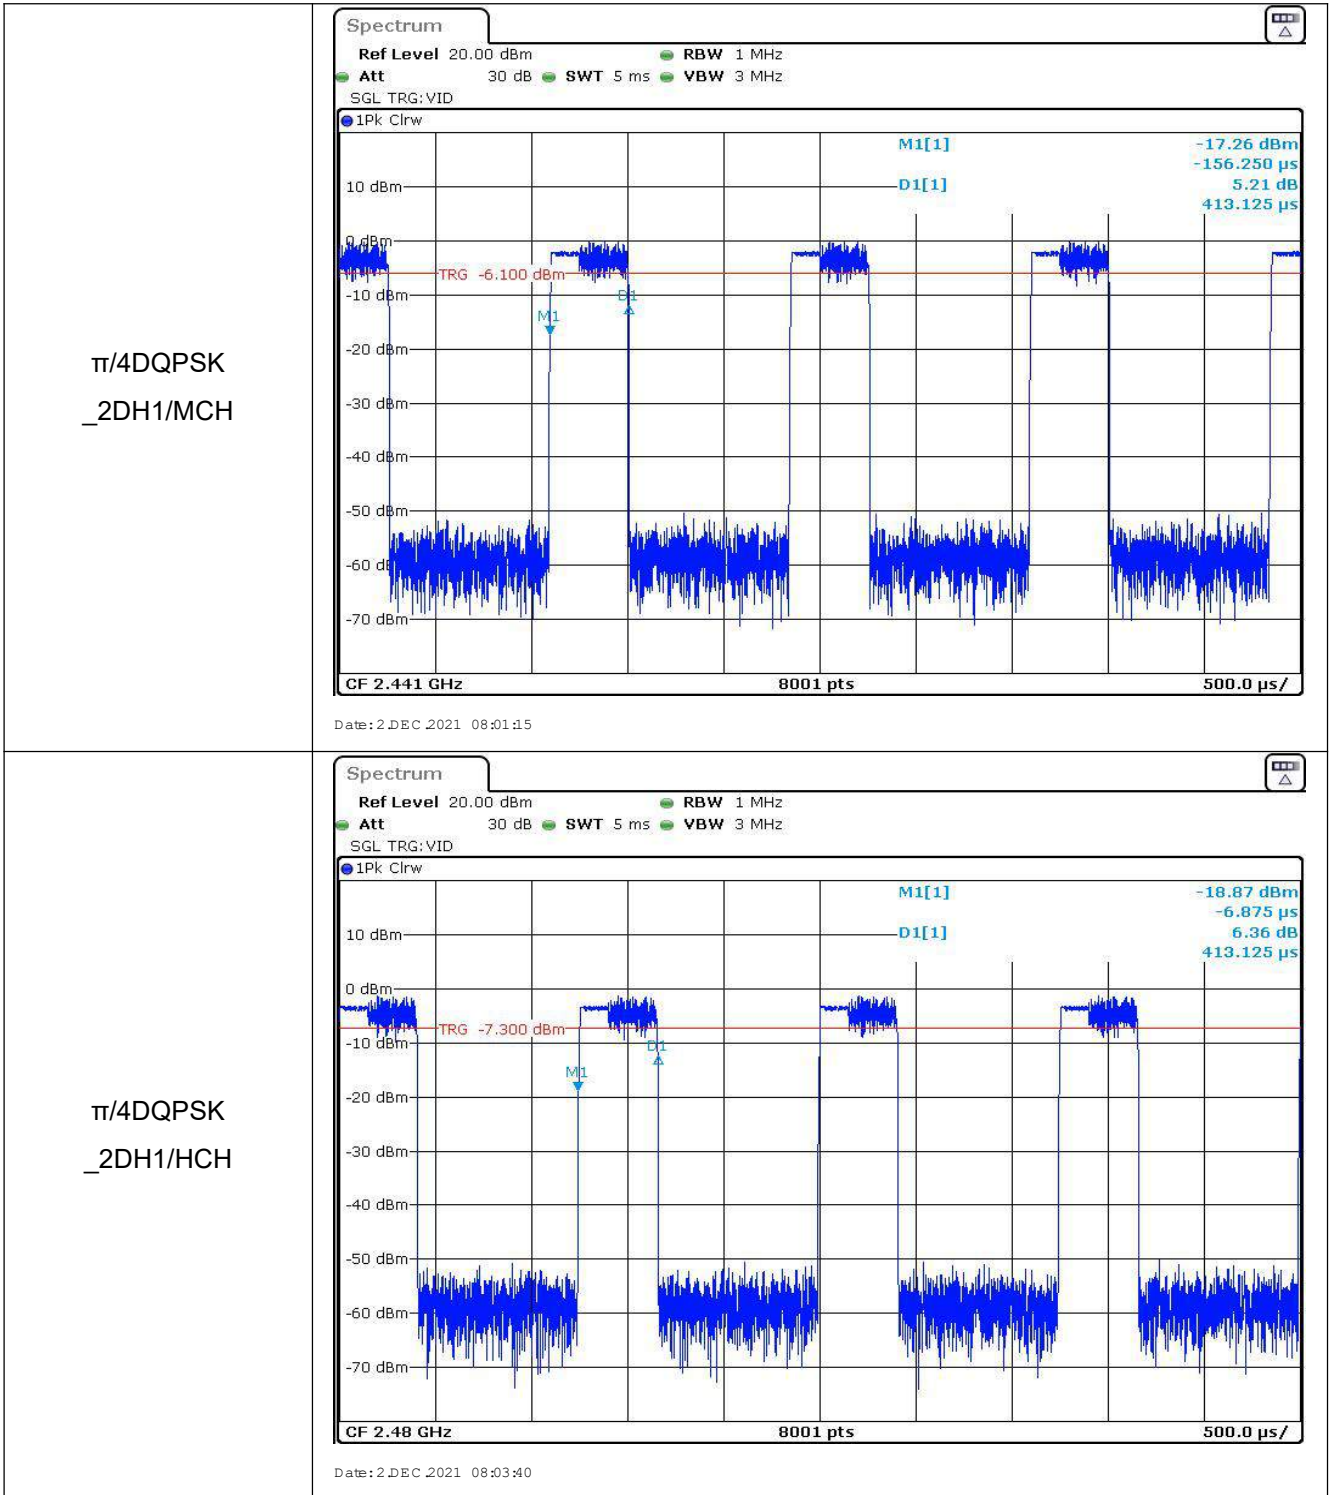 π/4DQPSK
_2DH1/MCH
Spectrum
Ref Level 20.00 dBm RBW 1 MHz
Att 30 dB SWT 5 ms VBW 3 MHz
SGL TRG:VID
1Pk Clrw
M1[1] -17.26 dBm
-156.250 µs
10 dBm D1[1] 5.21 dB
413.125 µs
0 dBm
TRG -6.100 dBm
-10 dBm D1
M1
-20 dBm
-30 dBm
-40 dBm
-50 dBm
-60 dB
-70 dBm
CF 2.441 GHz 8001 pts 500.0 µs/
Date: 2.DEC.2021 08:01:15
π/4DQPSK
_2DH1/HCH
Spectrum
Ref Level 20.00 dBm RBW 1 MHz
Att 30 dB SWT 5 ms VBW 3 MHz
SGL TRG:VID
1Pk Clrw
M1[1] -18.87 dBm
-6.875 µs
10 dBm D1[1] 6.36 dB
413.125 µs
0 dBm
TRG -7.300 dBm
-10 dBm D1
M1
-20 dBm
-30 dBm
-40 dBm
-50 dBm
-60 dBm
-70 dBm
CF 2.48 GHz 8001 pts 500.0 µs/
Date: 2.DEC.2021 08:03:40